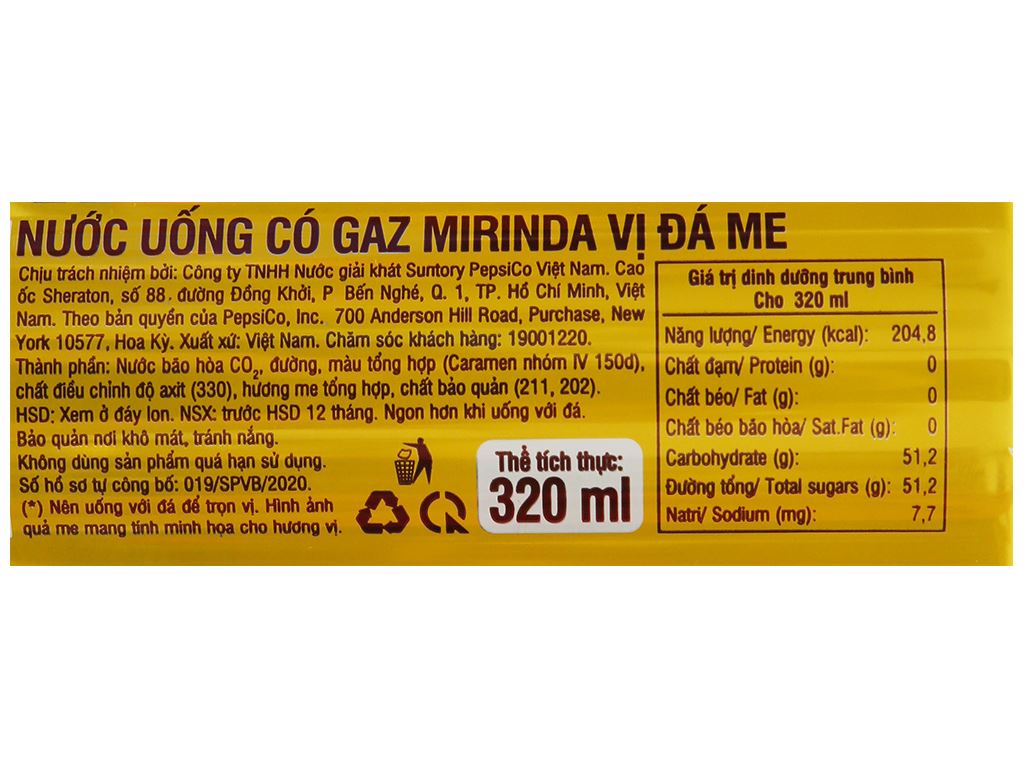 NƯỚC UỐNG CÓ GAZ MIRINDA VỊ ĐÁ ME
Chịu trách nhiệm bởi: Công ty TNHH Nước giải khát Suntory PepsiCo Việt Nam. Cao
ốc Sheraton, số 88, đường Đồng Khởi, P Bến Nghé, Q. 1, TP. Hồ Chí Minh, Việt
Nam. Theo bản quyền của PepsiCo, Inc. 700 Anderson Hill Road, Purchase, New
York 10577, Hoa Kỳ. Xuất xứ: Việt Nam. Chăm sóc khách hàng: 19001220.
Thành phần: Nước bão hòa CO₂, đường, màu tổng hợp (Caramen nhóm IV 150d),
chất điều chỉnh độ axit (330), hương me tổng hợp, chất bảo quản (211, 202).
HSD: Xem ở đáy lon. NSX: trước HSD 12 tháng. Ngon hơn khi uống với đá.
Bảo quản nơi khô mát, tránh nắng.
Không dùng sản phẩm quá hạn sử dụng.
Số hồ sơ tự công bố: 019/SPVB/2020.
(*) Nên uống với đá để trọn vị. Hình ảnh
quả me mang tính minh họa cho hương vị.
Thể tích thực:
320 ml
Giá trị dinh dưỡng trung bình
Cho 320 ml
Năng lượng/ Energy (kcal): 204,8
Chất đạm/ Protein (g): 0
Chất béo/ Fat (g): 0
Chất béo bão hòa/ Sat.Fat (g): 0
Carbohydrate (g): 51,2
Đường tổng/ Total sugars (g): 51,2
Natri/ Sodium (mg): 7,7